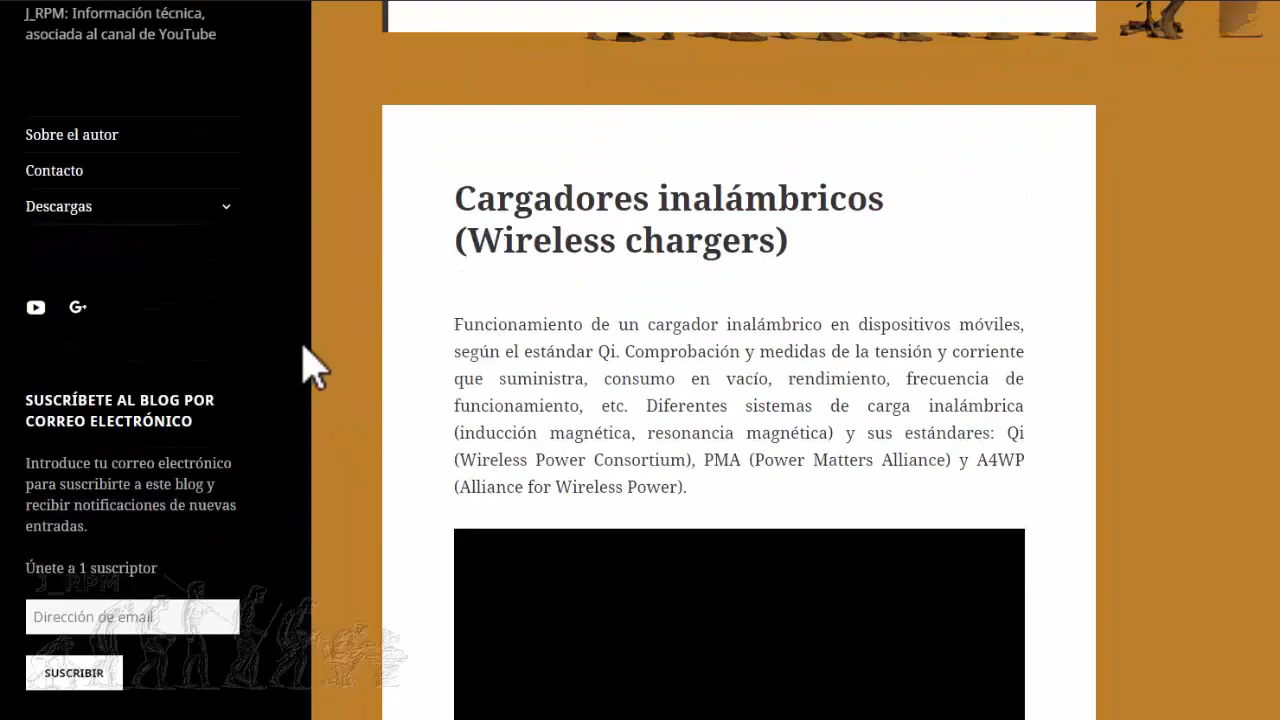 J_RPM: Información técnica,
asociada al canal de YouTube
Sobre el autor
Contacto
Descargas
G+
SUSCRÍBETE AL BLOG POR
CORREO ELECTRÓNICO
Introduce tu correo electrónico
para suscribirte a este blog y
recibir notificaciones de nuevas
entradas.
Únete a 1 suscriptor
J_RPM
Dirección de email
SUSCRIBIR
Cargadores inalámbricos
(Wireless chargers)
Funcionamiento de un cargador inalámbrico en dispositivos móviles,
según el estándar Qi. Comprobación y medidas de la tensión y corriente
que suministra, consumo en vacío, rendimiento, frecuencia de
funcionamiento, etc. Diferentes sistemas de carga inalámbrica
(inducción magnética, resonancia magnética) y sus estándares: Qi
(Wireless Power Consortium), PMA (Power Matters Alliance) y A4WP
(Alliance for Wireless Power).